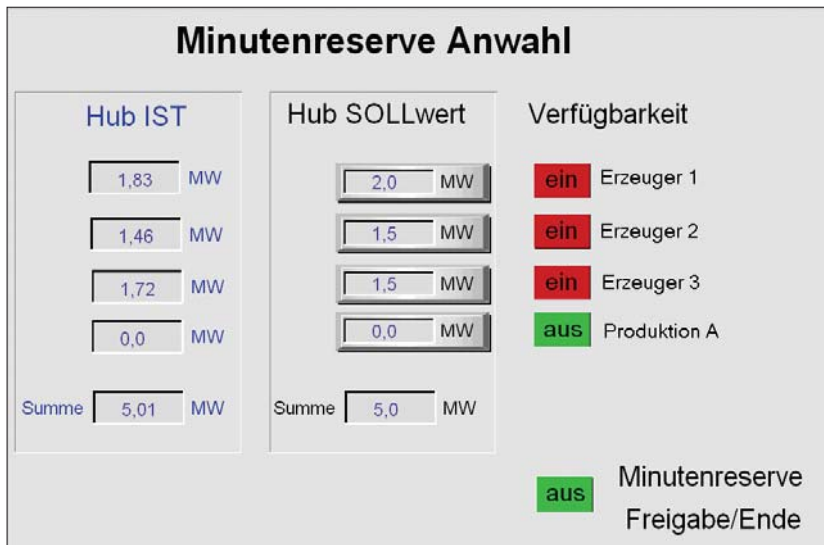 Minutenreserve Anwahl
Hub IST Hub SOLLwert Verfügbarkeit
1,83 MW 2,0 MW ein Erzeuger 1
1,46 MW 1,5 MW ein Erzeuger 2
1,72 MW 1,5 MW ein Erzeuger 3
0,0 MW 0,0 MW aus Produktion A
Summe 5,01 MW Summe 5,0 MW
aus Minutenreserve
Freigabe/Ende